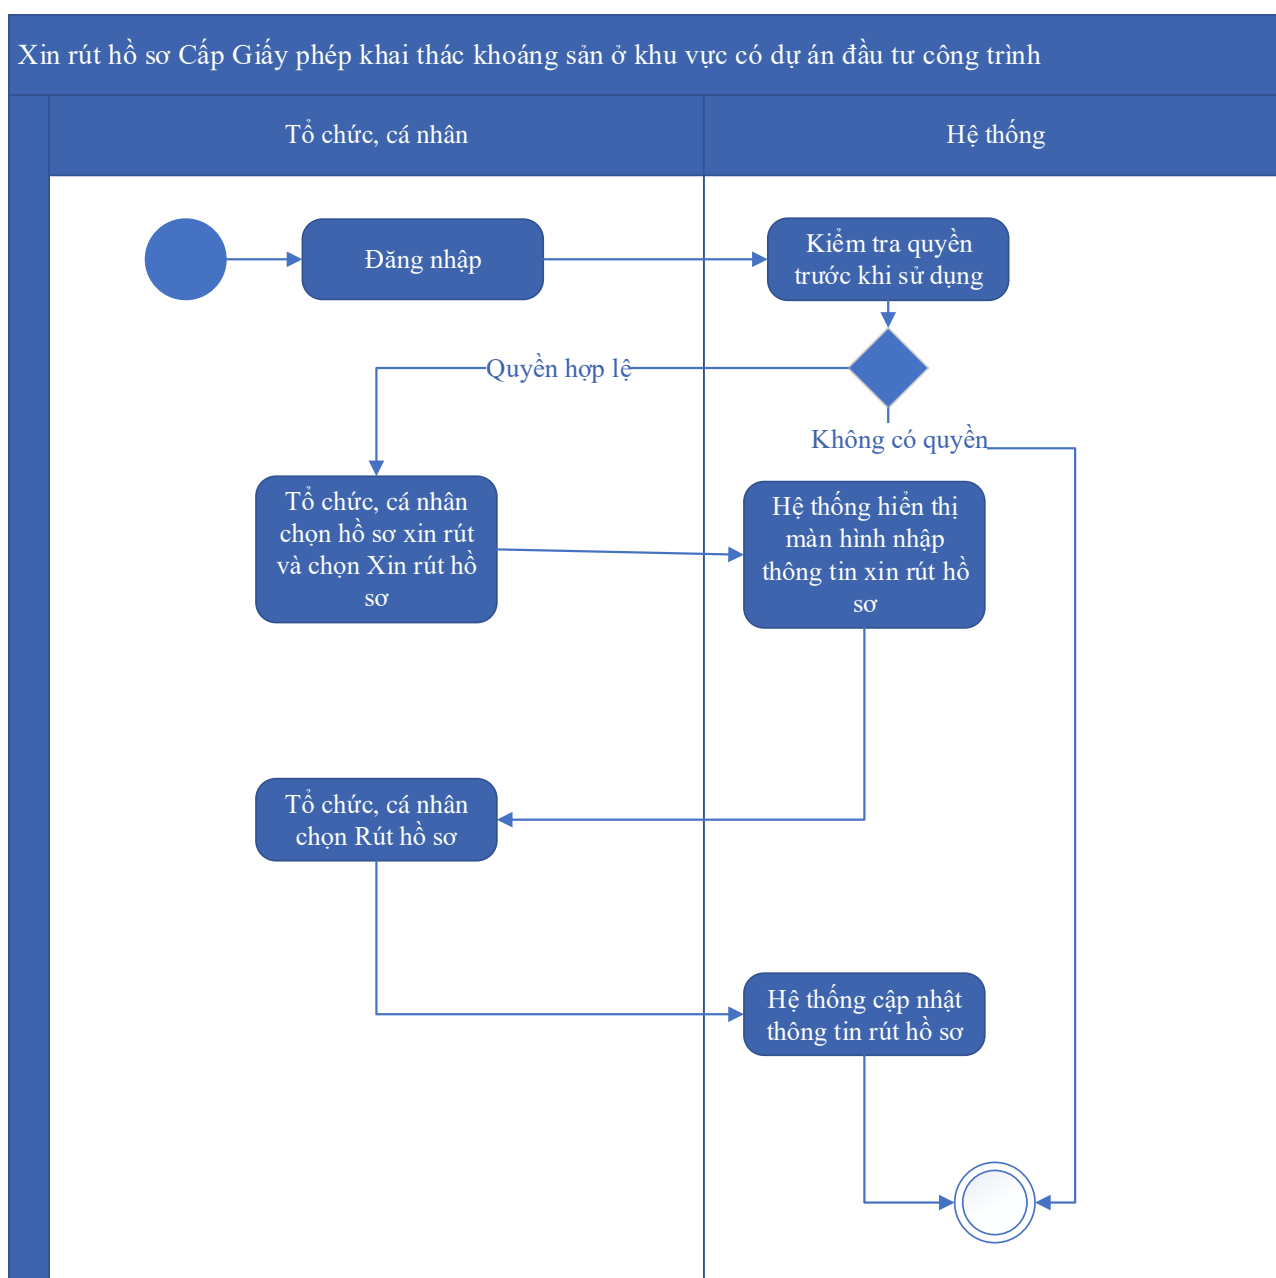 Xin rút hồ sơ Cấp Giấy phép khai thác khoáng sản ở khu vực có dự án đầu tư công trình
Tổ chức, cá nhân
Hệ thống
Đăng nhập
Kiểm tra quyền
trước khi sử dụng
Quyền hợp lệ
Không có quyền
Tổ chức, cá nhân
chọn hồ sơ xin rút
và chọn Xin rút hồ
sơ
Hệ thống hiển thị
màn hình nhập
thông tin xin rút hồ
sơ
Tổ chức, cá nhân
chọn Rút hồ sơ
Hệ thống cập nhật
thông tin rút hồ sơ